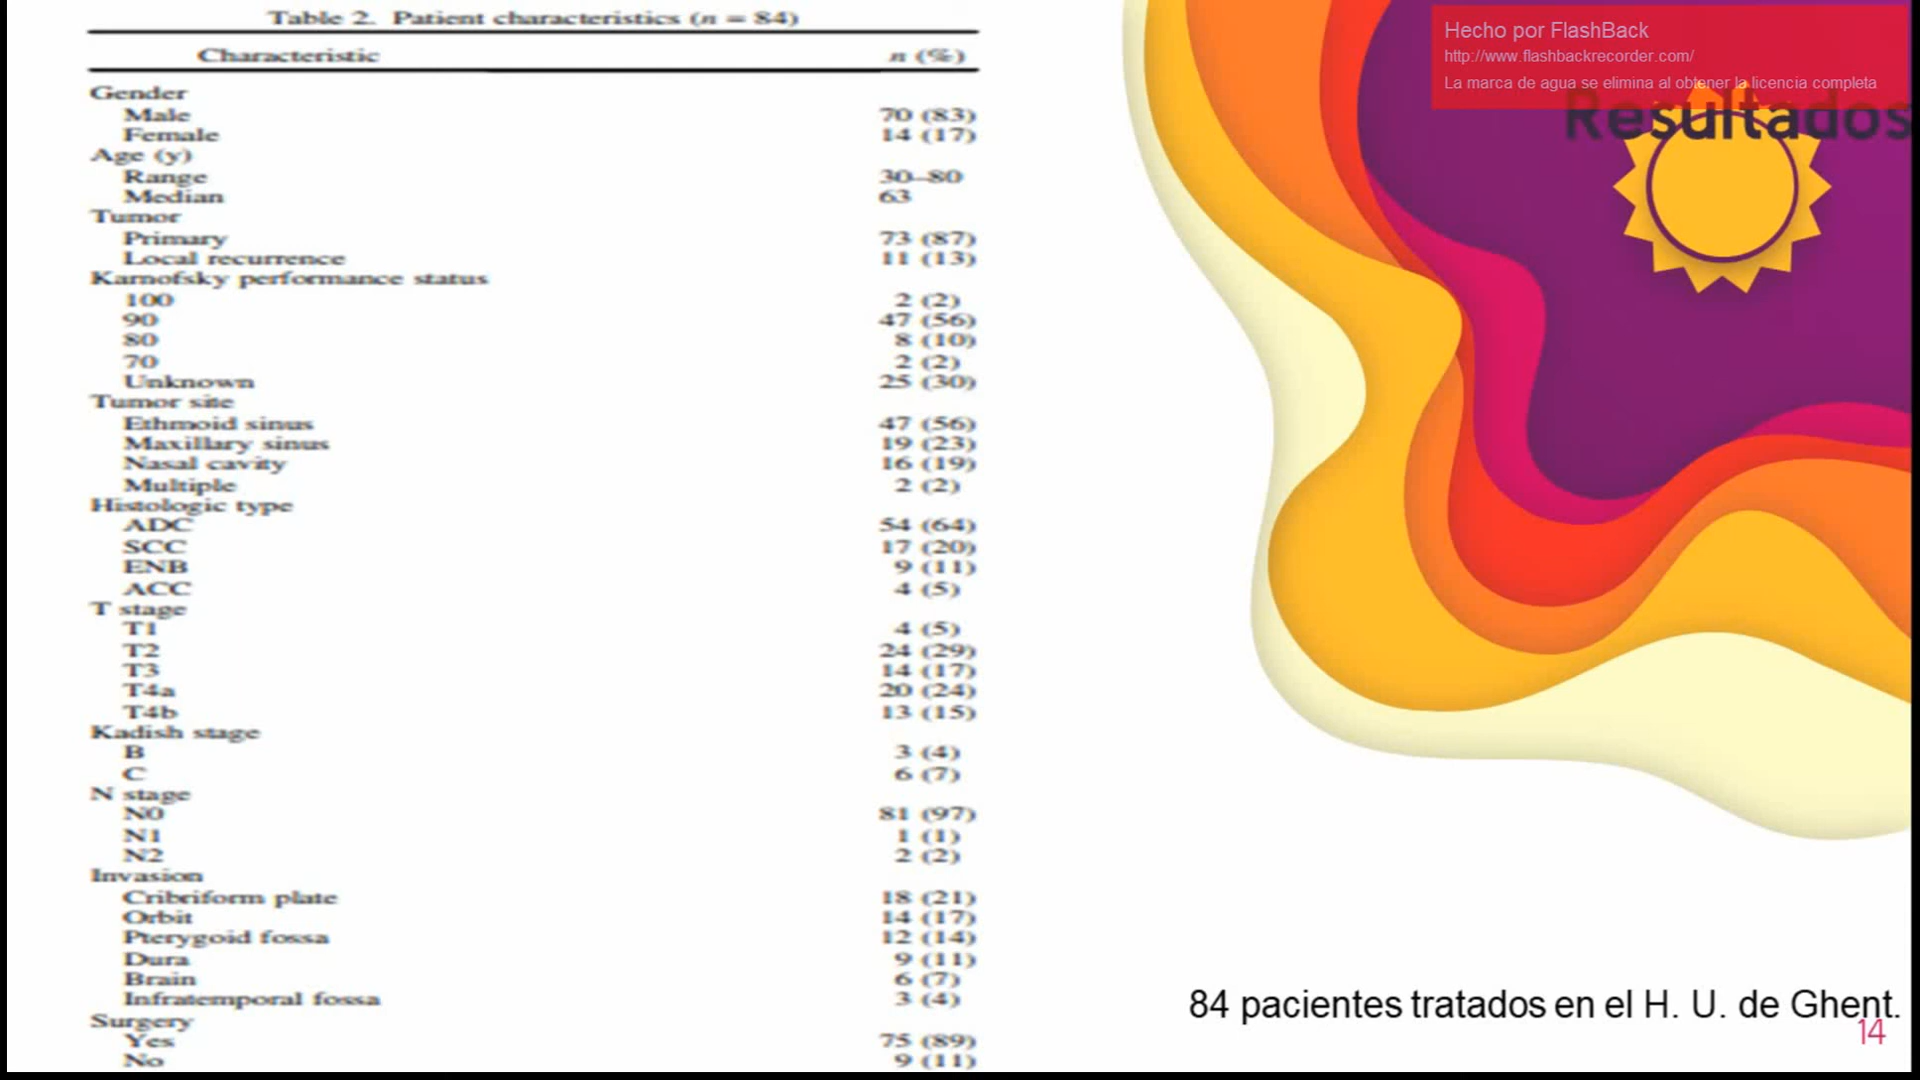 Table 2. Patient characteristics (n = 84)
Characteristic n (%)
Gender
Male 70 (83)
Female 14 (17)
Age (y)
Range 30–80
Median 63
Tumor
Primary 73 (87)
Local recurrence 11 (13)
Karnofsky performance status
100 2 (2)
90 47 (56)
80 8 (10)
70 2 (2)
Unknown 25 (30)
Tumor site
Ethmoid sinus 47 (56)
Maxillary sinus 19 (23)
Nasal cavity 16 (19)
Multiple 2 (2)
Histologic type
ADC 54 (64)
SCC 17 (20)
ENB 9 (11)
ACC 4 (5)
T stage
T1 4 (5)
T2 24 (29)
T3 14 (17)
T4a 20 (24)
T4b 13 (15)
Kadish stage
B 3 (4)
C 6 (7)
N stage
N0 81 (97)
N1 1 (1)
N2 2 (2)
Invasion
Cribriform plate 18 (21)
Orbit 14 (17)
Pterygoid fossa 12 (14)
Dura 9 (11)
Brain 6 (7)
Infratemporal fossa 3 (4)
Surgery
Yes 75 (89)
No 9 (11)
Hecho por FlashBack
http://www.flashbackrecorder.com/
La marca de agua se elimina al obtener la licencia completa
Resultados
84 pacientes tratados en el H. U. de Ghent.
14